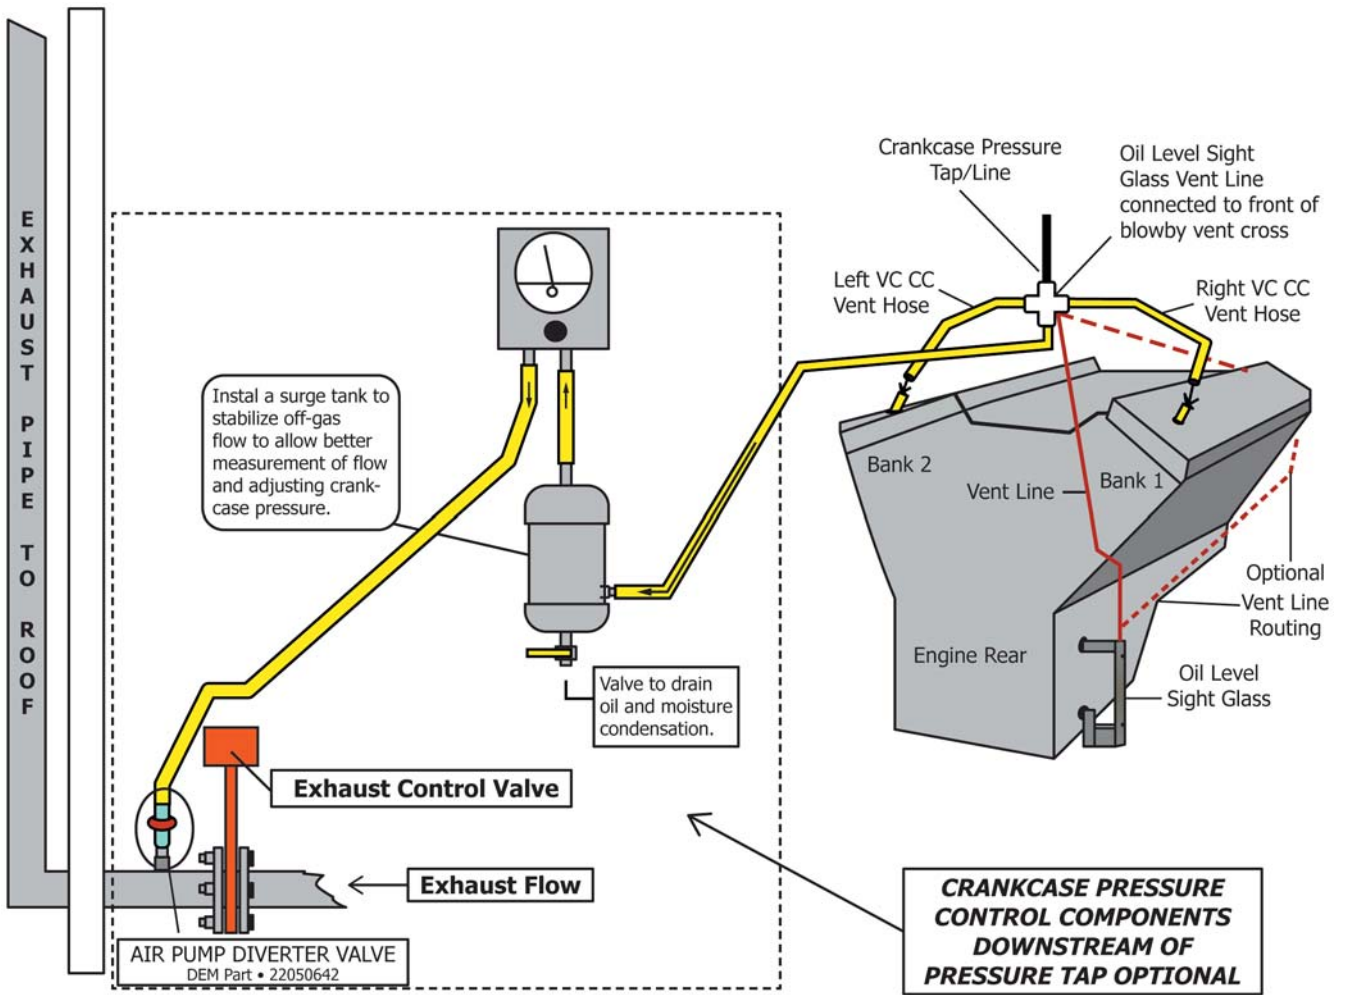 EXHAUST PIPE TO ROOF
Crankcase Pressure
Tap/Line
Oil Level Sight
Glass Vent Line
connected to front of
blowby vent cross
Left VC CC
Vent Hose
Right VC CC
Vent Hose
Instal a surge tank to
stabilize off-gas
flow to allow better
measurement of flow
and adjusting crank-
case pressure.
Bank 2
Vent Line
Bank 1
Optional
Vent Line
Routing
Engine Rear
Oil Level
Sight Glass
Valve to drain
oil and moisture
condensation.
Exhaust Control Valve
Exhaust Flow
AIR PUMP DIVERTER VALVE
DEM Part • 22050642
CRANKCASE PRESSURE
CONTROL COMPONENTS
DOWNSTREAM OF
PRESSURE TAP OPTIONAL